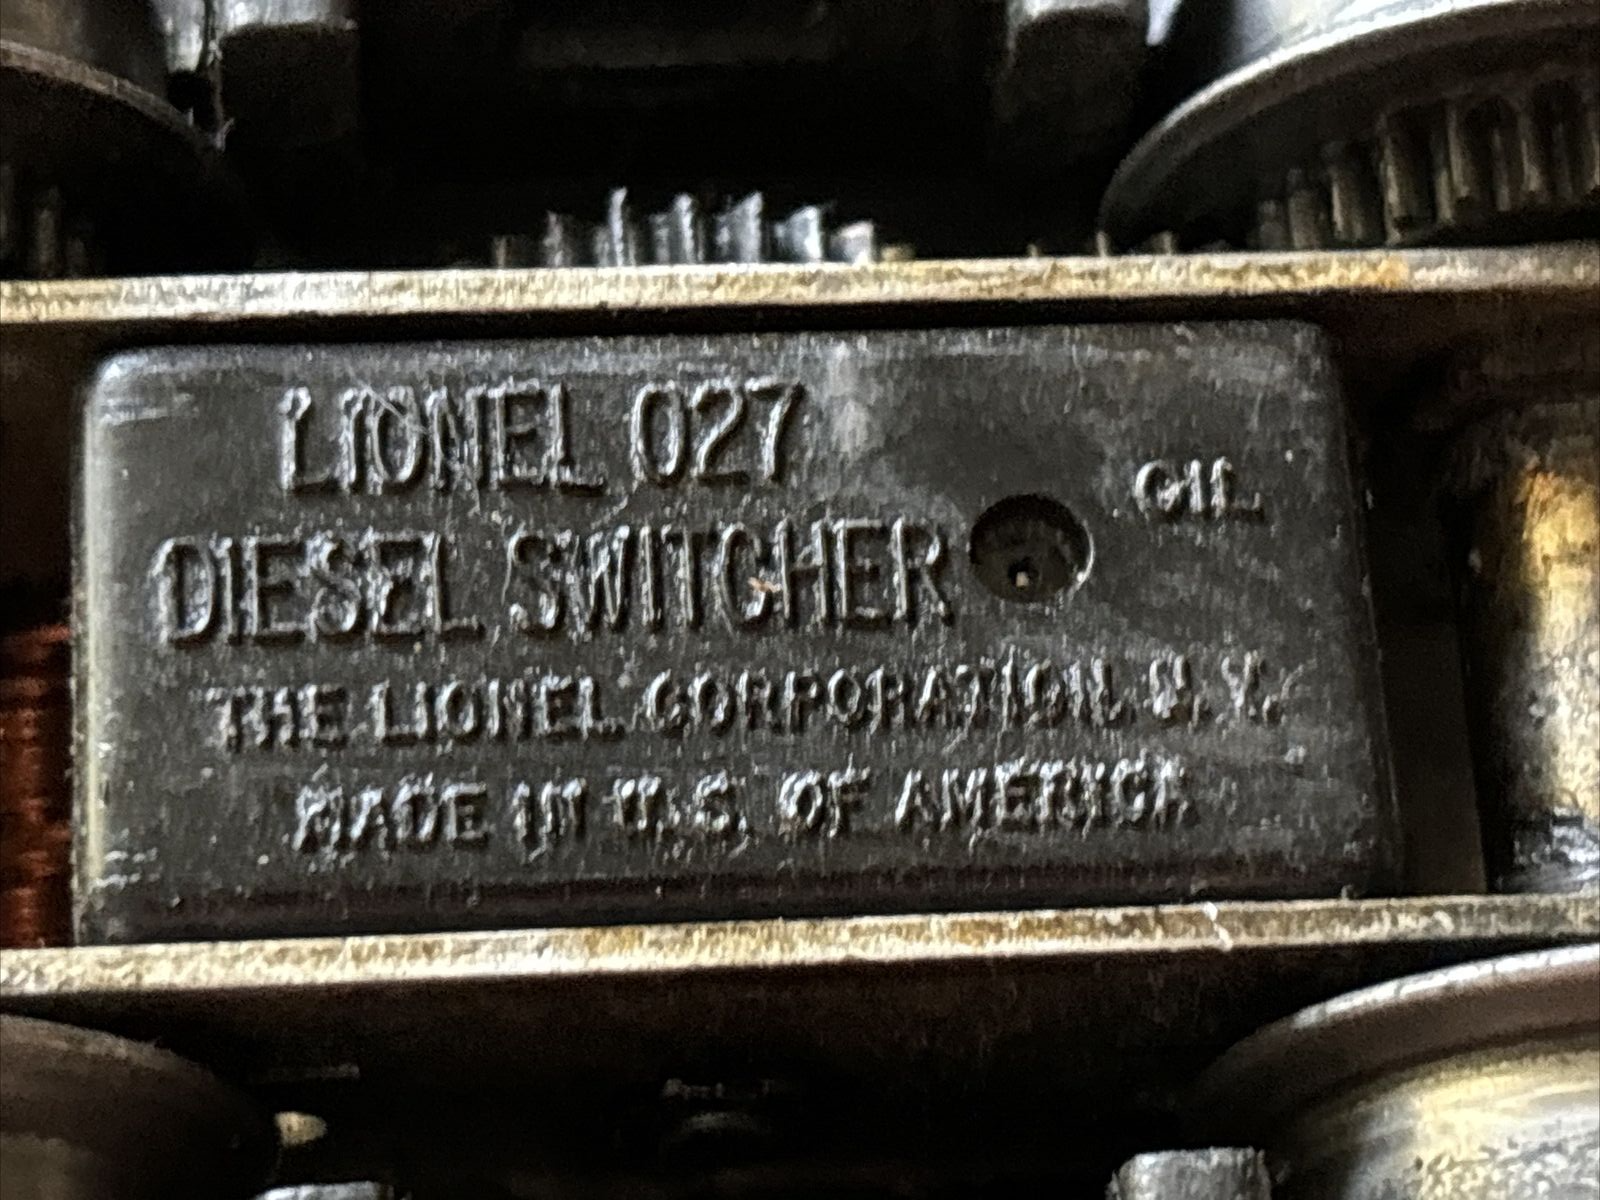 LIONEL 027
OIL
DIESEL SWITCHER
THE LIONEL CORPORATION, N. Y.
MADE IN U.S. OF AMERICA